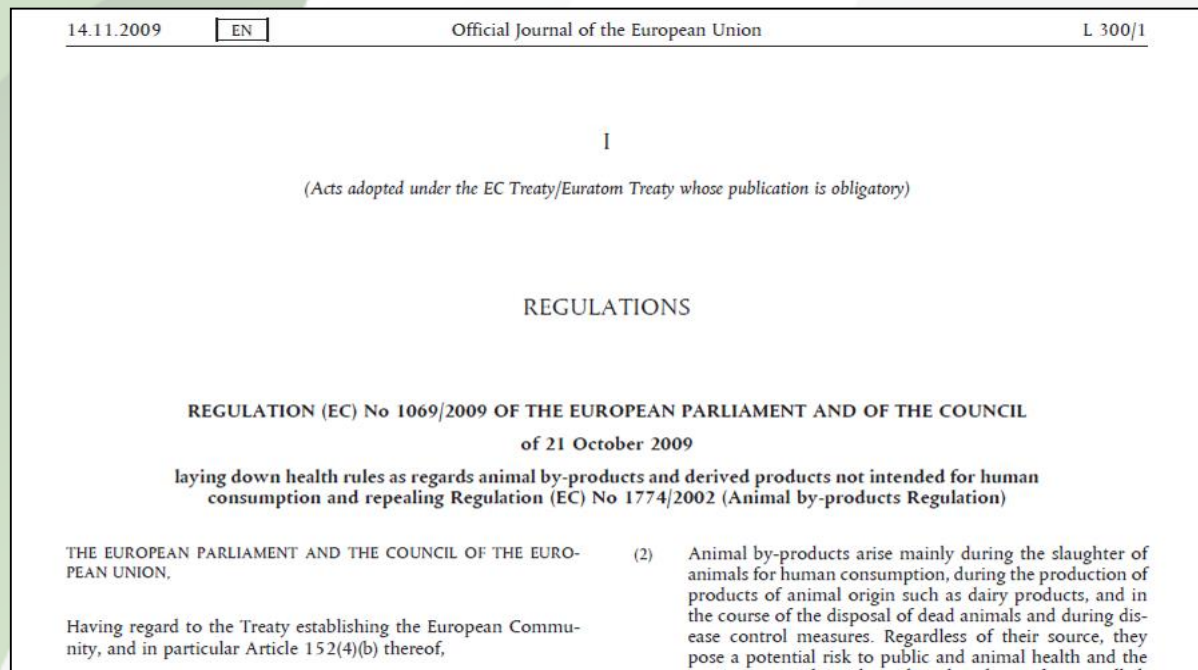 14.11.2009 EN Official Journal of the European Union L 300/1
I
(Acts adopted under the EC Treaty/Euratom Treaty whose publication is obligatory)
REGULATIONS
REGULATION (EC) No 1069/2009 OF THE EUROPEAN PARLIAMENT AND OF THE COUNCIL
of 21 October 2009
laying down health rules as regards animal by-products and derived products not intended for human
consumption and repealing Regulation (EC) No 1774/2002 (Animal by-products Regulation)
THE EUROPEAN PARLIAMENT AND THE COUNCIL OF THE EURO-
PEAN UNION,
Having regard to the Treaty establishing the European Commu-
nity, and in particular Article 152(4)(b) thereof,
(2) Animal by-products arise mainly during the slaughter of
animals for human consumption, during the production of
products of animal origin such as dairy products, and in
the course of the disposal of dead animals and during dis-
ease control measures. Regardless of their source, they
pose a potential risk to public and animal health and the